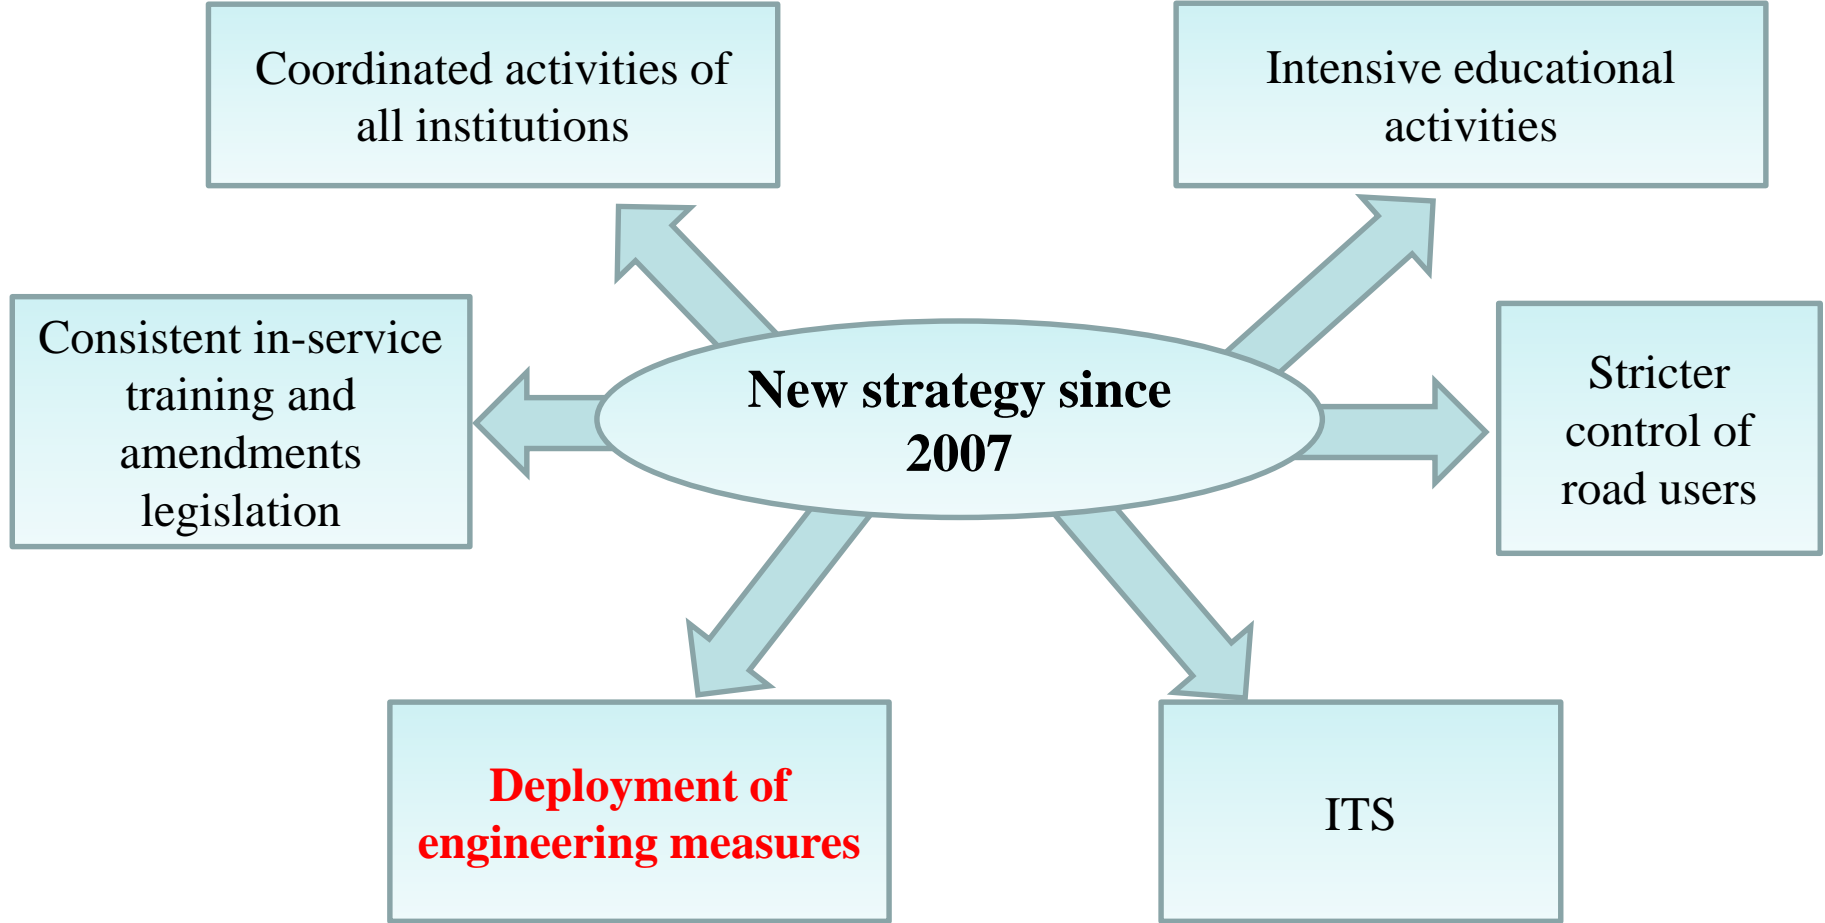 Coordinated activities of
all institutions
Intensive educational
activities
Consistent in-service
training and
amendments
legislation
New strategy since
2007
Stricter
control of
road users
Deployment of
engineering measures
ITS